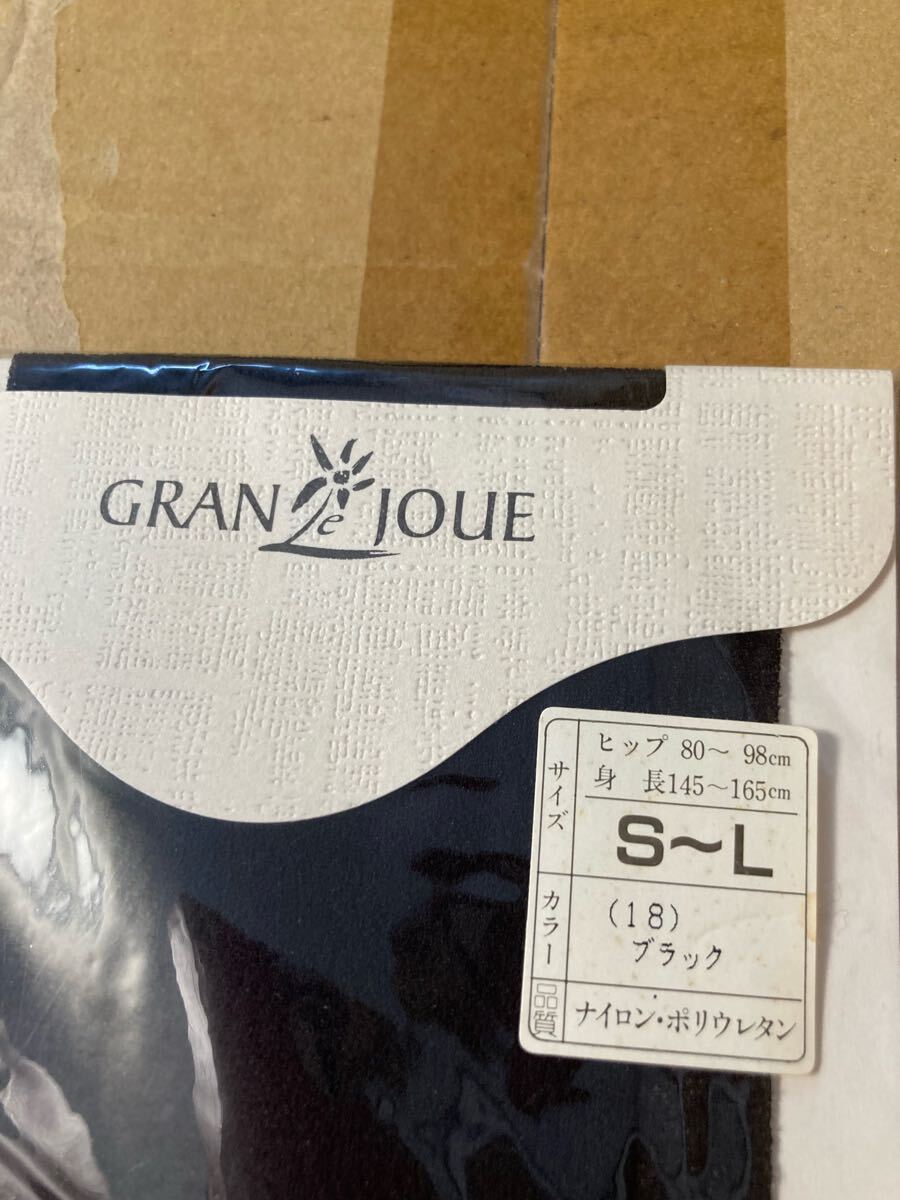 GRAN le JOUE
サイズ
ヒップ 80～ 98cm
身 長145～165cm
S～L
カラー
(18)
ブラック
品質
ナイロン・ポリウレタン